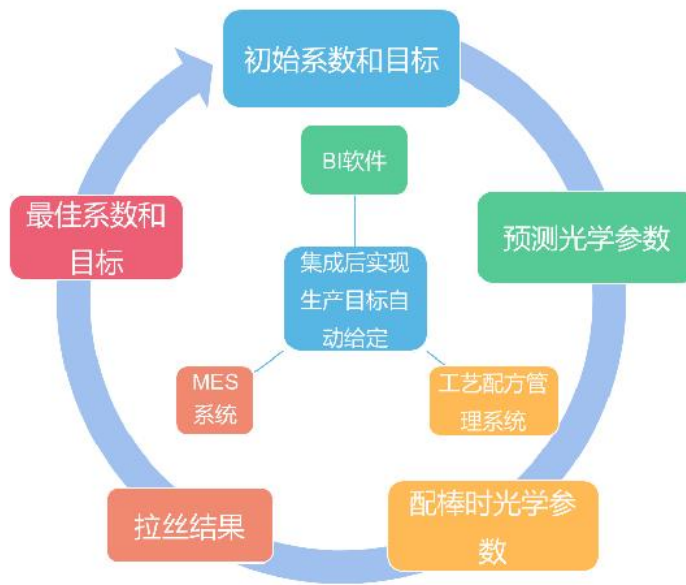 初始系数和目标
BI软件
最佳系数和
目标
预测光学参数
集成后实现
生产目标自
动给定
MES
系统
工艺配方管
理系统
拉丝结果
配棒时光学参
数